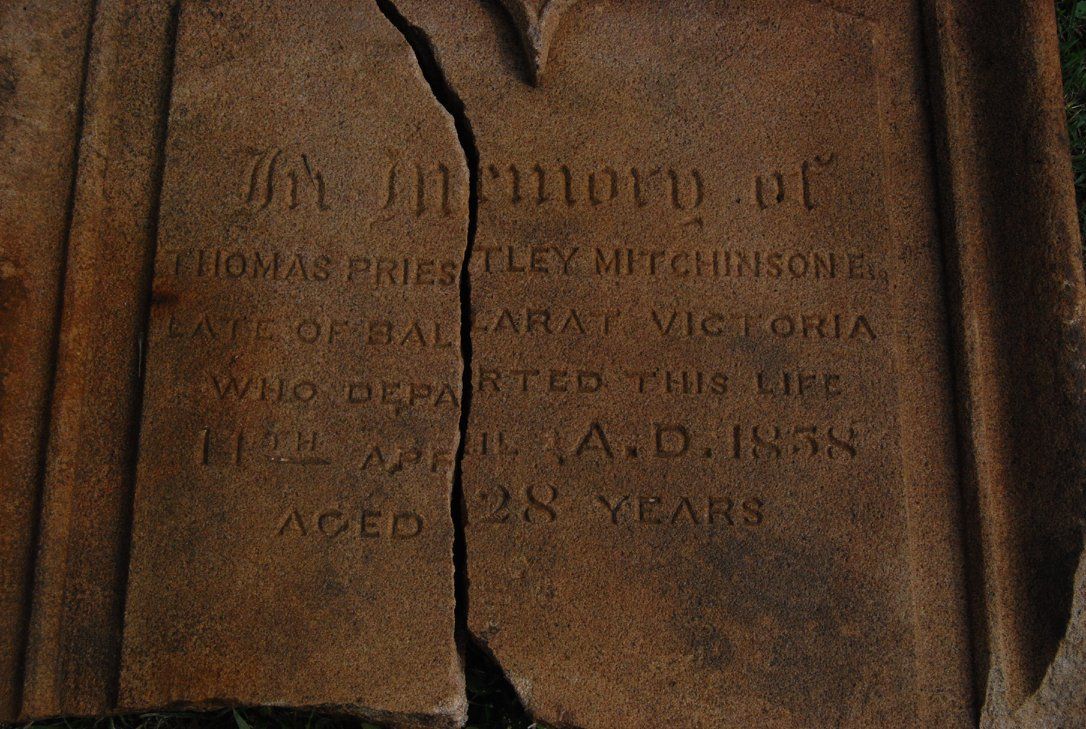 In Memory of
THOMAS PRIESTLEY MITCHINSON E.
LATE OF BALLARAT VICTORIA
WHO DEPARTED THIS LIFE
11TH APRIL A.D. 1858
AGED 28 YEARS